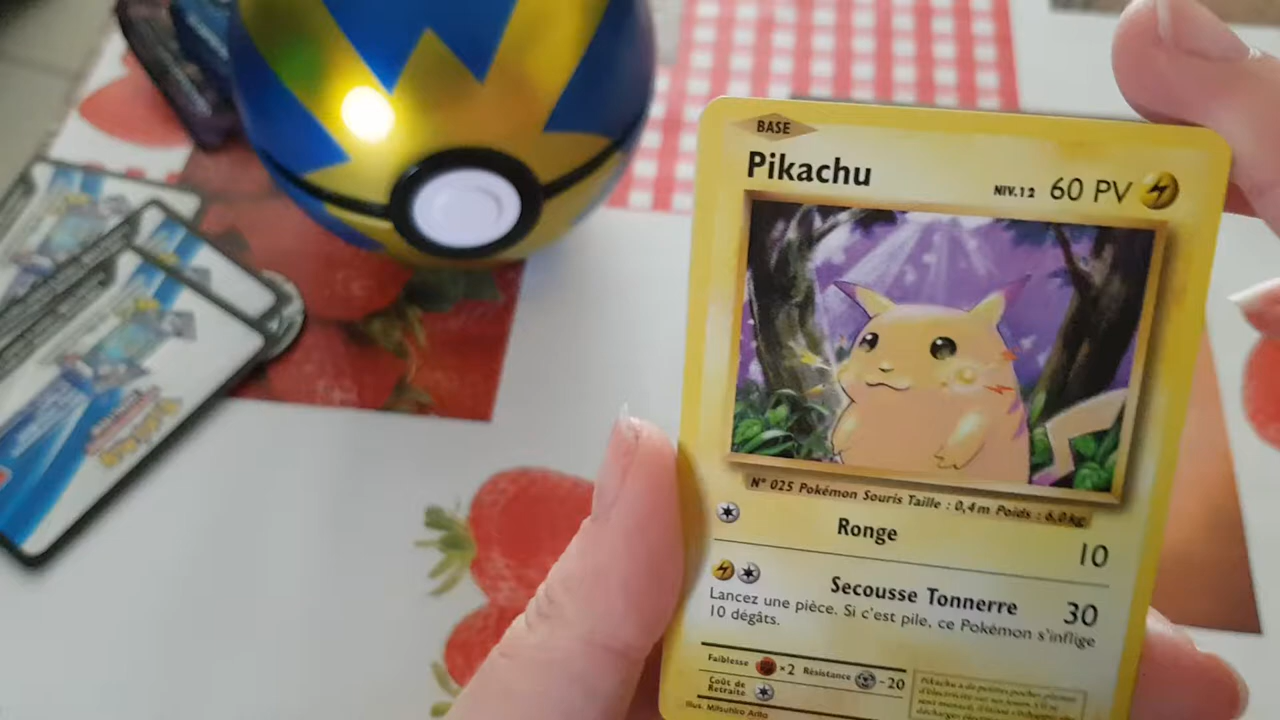 BASE
Pikachu
NIV.12 60 PV
N° 025 Pokémon Souris Taille : 0,4 m Poids : 6,0 kg
Ronge 10
Secousse Tonnerre 30
Lancez une pièce. Si c'est pile, ce Pokémon s'inflige
10 dégâts.
Faiblesse ×2 Résistance -20
Coût de
Retraite
Illus. Mitsuhiro Arita